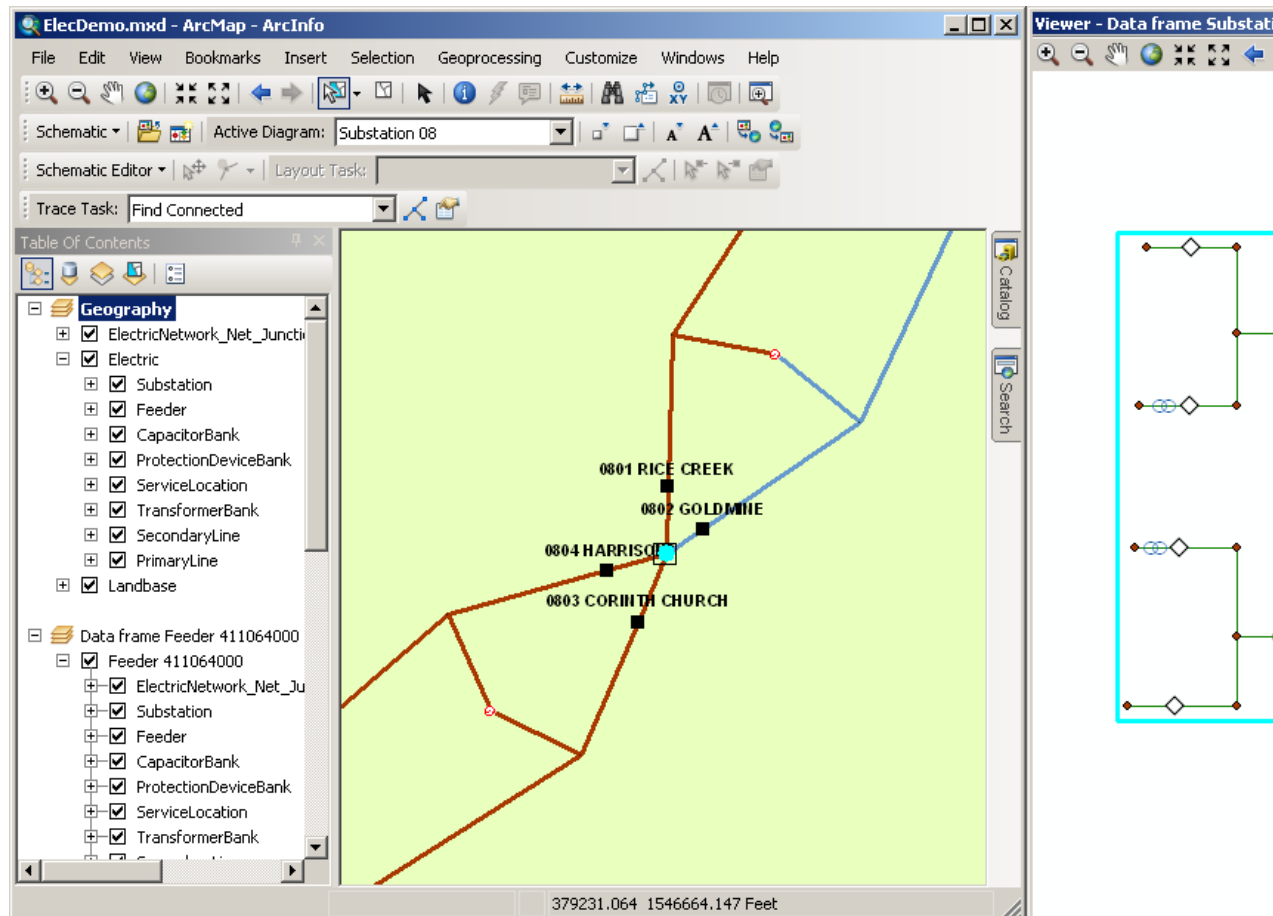 ElecDemo.mxd - ArcMap - ArcInfo
File Edit View Bookmarks Insert Selection Geoprocessing Customize Windows Help
XY
Schematic Active Diagram: Substation 08 A A
Schematic Editor Layout Task:
Trace Task: Find Connected
Table Of Contents
Geography
ElectricNetwork_Net_Juncti
Electric
Substation
Feeder
CapacitorBank
ProtectionDeviceBank
ServiceLocation
TransformerBank
SecondaryLine
PrimaryLine
Landbase
Data frame Feeder 411064000
Feeder 411064000
ElectricNetwork_Net_Ju
Substation
Feeder
CapacitorBank
ProtectionDeviceBank
ServiceLocation
TransformerBank
0801 RICE CREEK
0802 GOLDMINE
0804 HARRISO
0803 CORINTH CHURCH
Catalog
Search
379231.064 1546664.147 Feet
Viewer - Data frame Substati